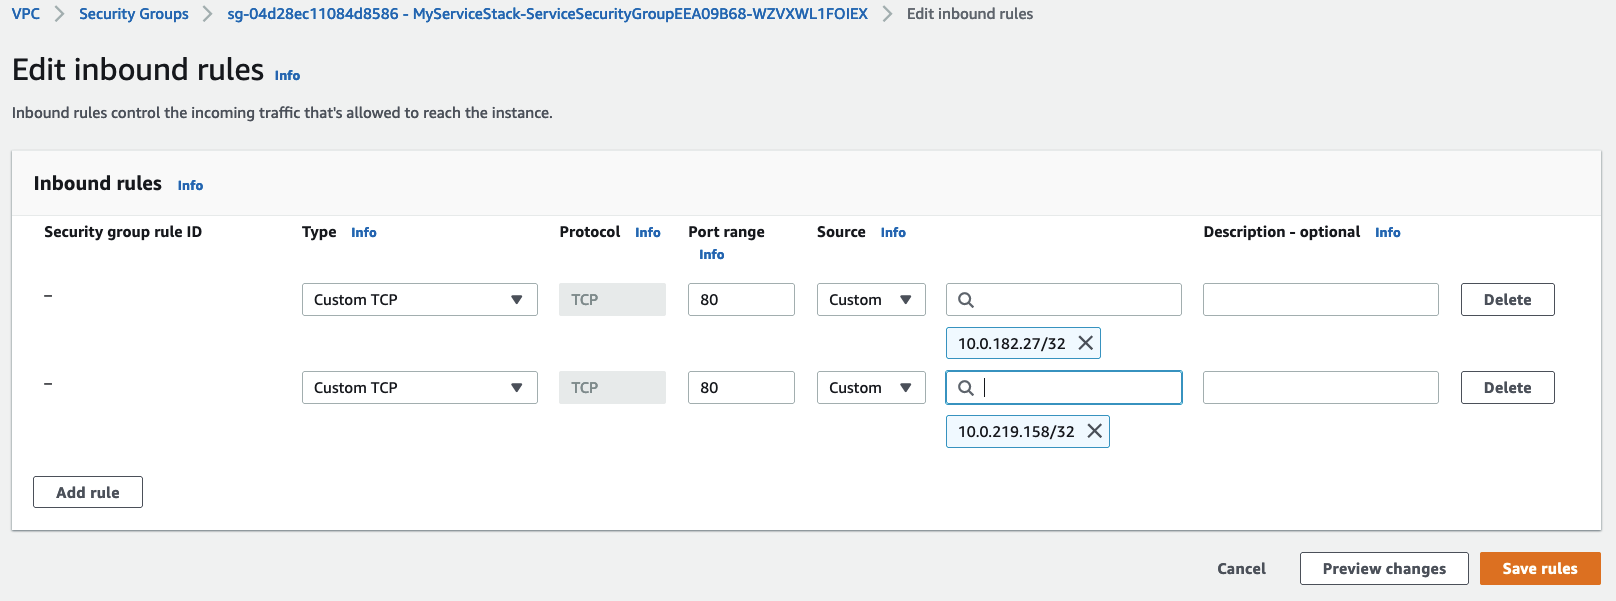 VPC > Security Groups > sg-04d28ec11084d8586 - MyServiceStack-ServiceSecurityGroupEEA09B68-WZVXWL1FOIEX > Edit inbound rules
Edit inbound rules Info
Inbound rules control the incoming traffic that's allowed to reach the instance.
Inbound rules Info
Security group rule ID Type Info Protocol Info Port range Source Info Description - optional Info
Info
– Custom TCP TCP 80 Custom Delete
10.0.182.27/32
– Custom TCP TCP 80 Custom Delete
10.0.219.158/32
Add rule
Cancel Preview changes Save rules